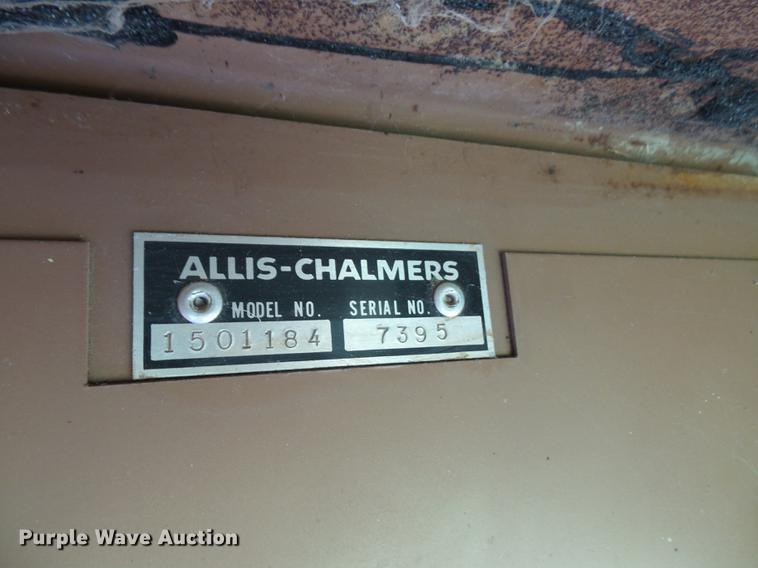 ALLIS-CHALMERS
MODEL NO. SERIAL NO.
1501184 7395
Purple Wave Auction